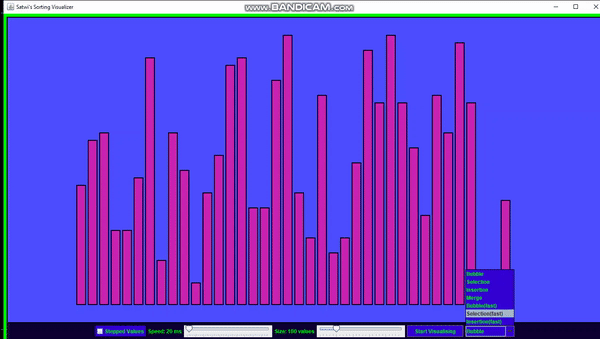 Satwi's Sorting Visualizer
www.BANDICAM.com
Bubble
Selection
Insertion
Merge
Bubble(fast)
Selection(fast)
Insertion(fast)
Stepped Values
Speed: 20 ms
Size: 100 values
Start Visualising
Bubble